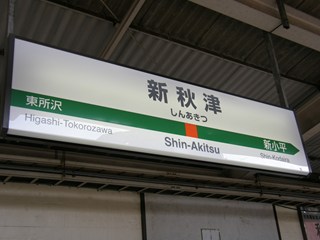 新秋津
しんあきつ
東所沢
Higashi-Tokorozawa
Shin-Akitsu
新小平
Shin-Kodaira